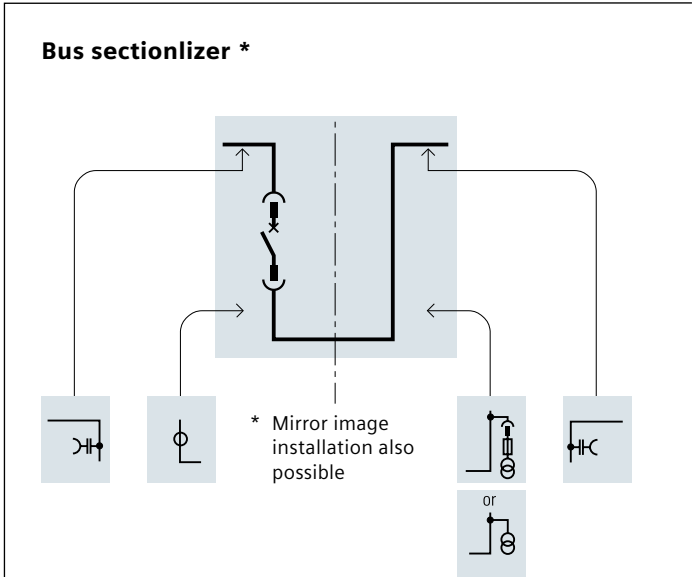 Bus sectionlizer *
* Mirror image
installation also
possible
or